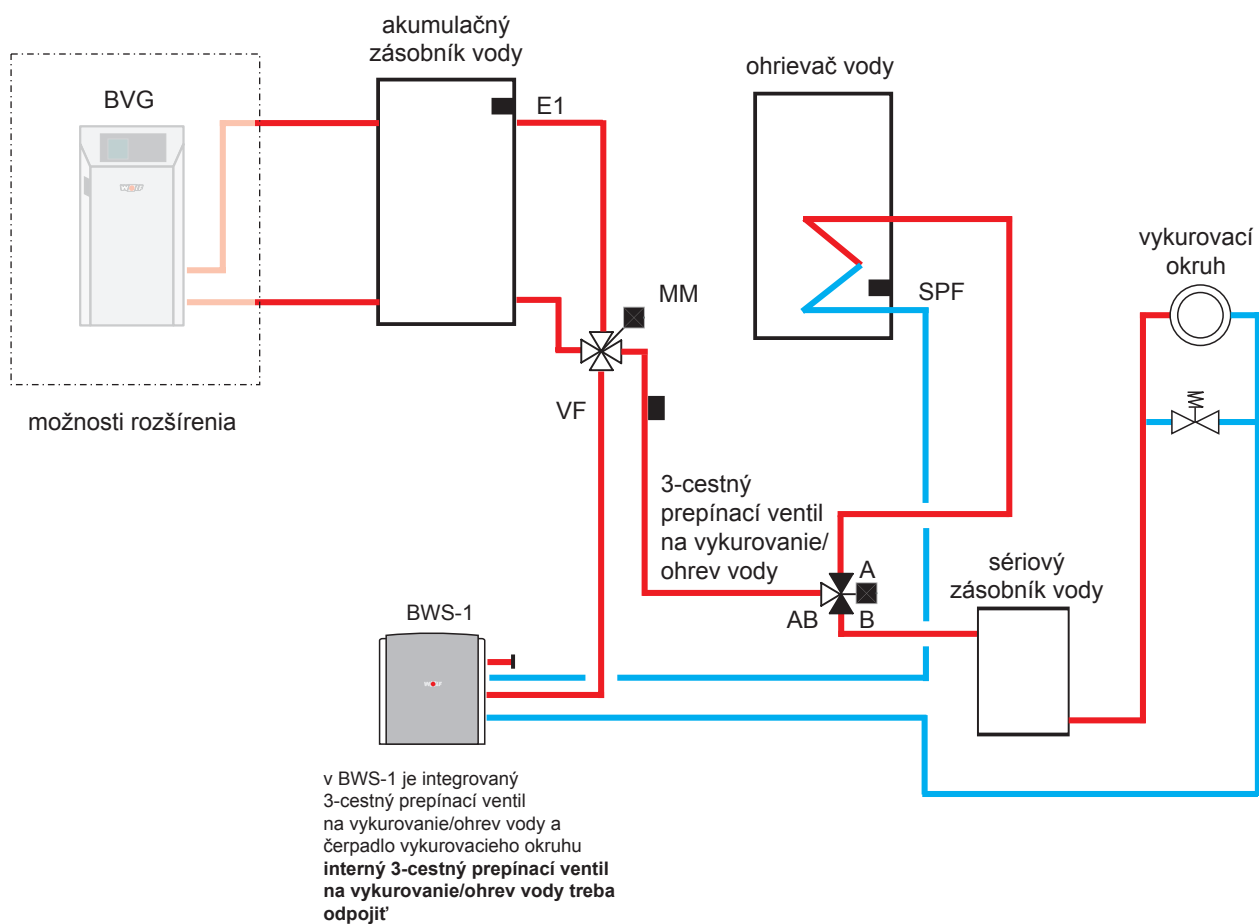 akumulačný
zásobník vody
ohrievač vody
BVG
E1
vykurovací
okruh
MM
SPF
možnosti rozšírenia
VF
3-cestný
prepínací ventil
na vykurovanie/
ohrev vody
A
AB
B
sériový
zásobník vody
BWS-1
v BWS-1 je integrovaný
3-cestný prepínací ventil
na vykurovanie/ohrev vody a
čerpadlo vykurovacieho okruhu
interný 3-cestný prepínací ventil
na vykurovanie/ohrev vody treba
odpojiť